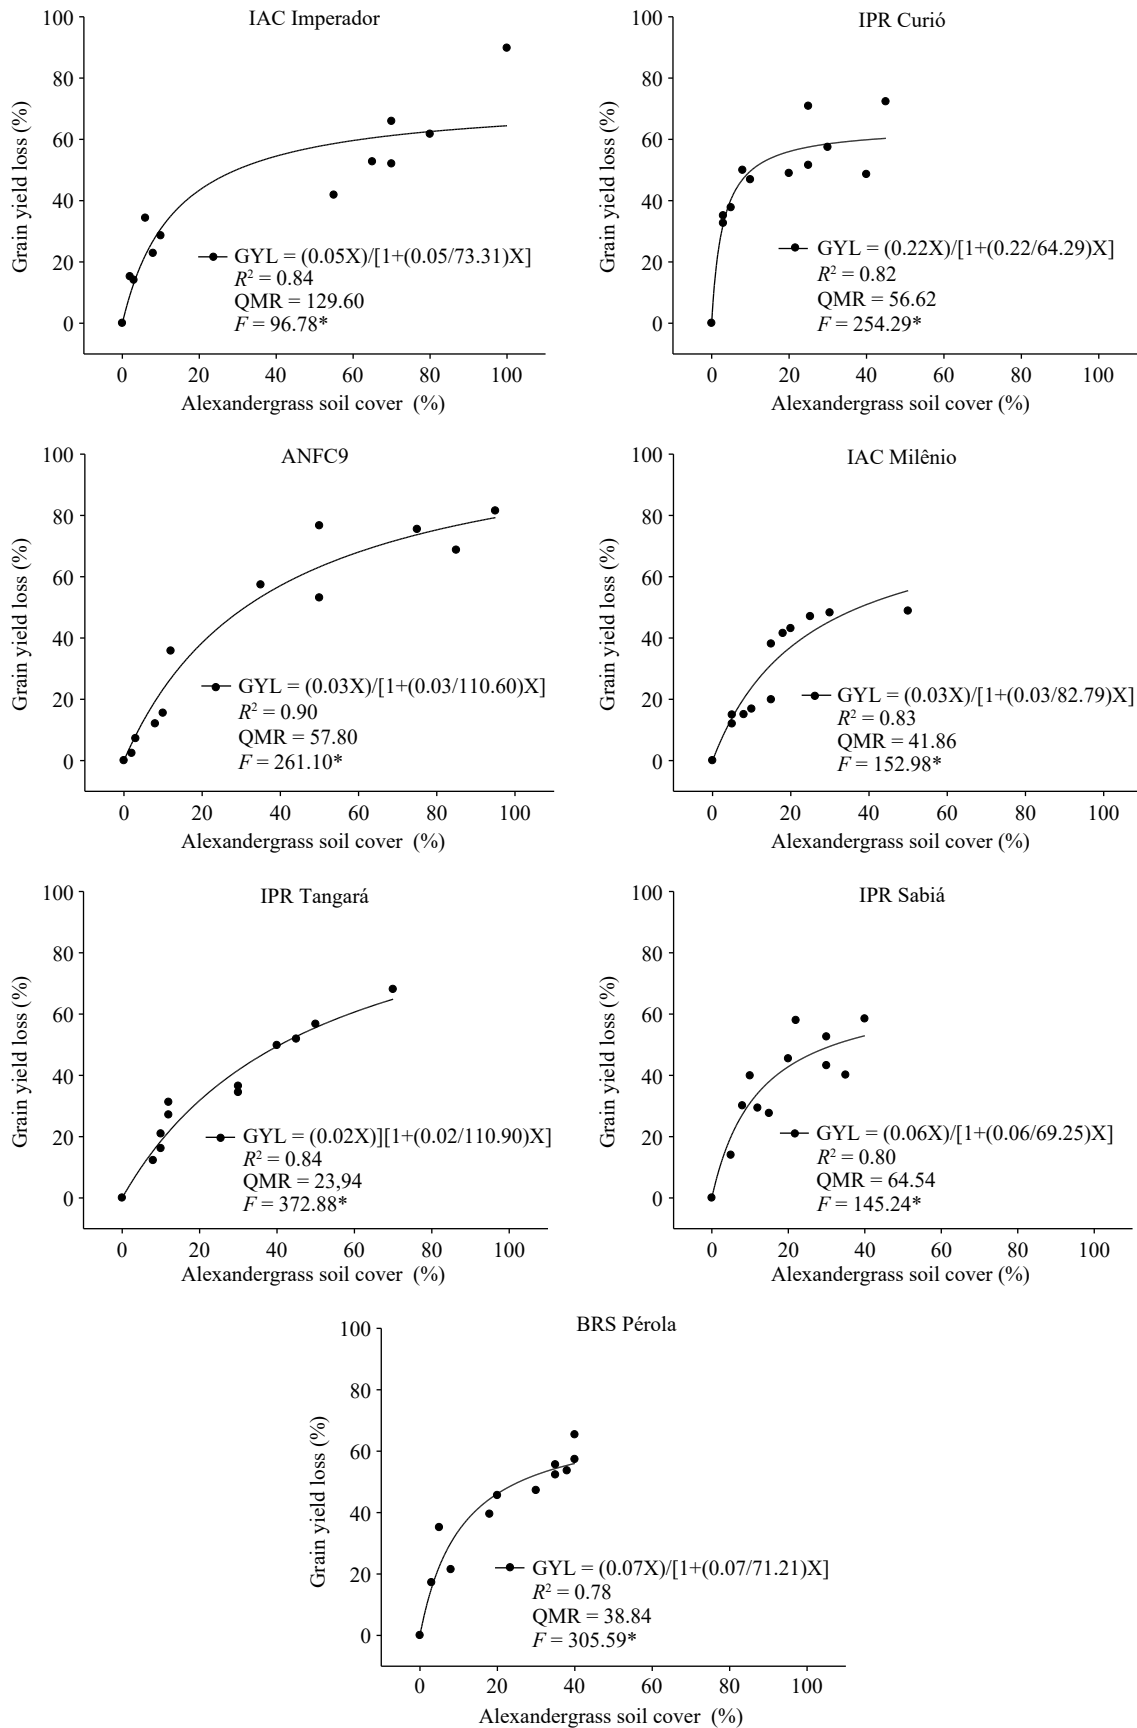 IAC Imperador
Grain yield loss (%)
100
80
60
40
20
0
GYL = (0.05X)/[1+(0.05/73.31)X]
R² = 0.84
QMR = 129.60
F = 96.78*
0 20 40 60 80 100
Alexandergrass soil cover (%)
IPR Curió
Grain yield loss (%)
100
80
60
40
20
0
GYL = (0.22X)/[1+(0.22/64.29)X]
R² = 0.82
QMR = 56.62
F = 254.29*
0 20 40 60 80 100
Alexandergrass soil cover (%)
ANFC9
Grain yield loss (%)
100
80
60
40
20
0
GYL = (0.03X)/[1+(0.03/110.60)X]
R² = 0.90
QMR = 57.80
F = 261.10*
0 20 40 60 80 100
Alexandergrass soil cover (%)
IAC Milênio
Grain yield loss (%)
100
80
60
40
20
0
GYL = (0.03X)/[1+(0.03/82.79)X]
R² = 0.83
QMR = 41.86
F = 152.98*
0 20 40 60 80 100
Alexandergrass soil cover (%)
IPR Tangará
Grain yield loss (%)
100
80
60
40
20
0
GYL = (0.02X)][1+(0.02/110.90)X]
R² = 0.84
QMR = 23,94
F = 372.88*
0 20 40 60 80 100
Alexandergrass soil cover (%)
IPR Sabiá
Grain yield loss (%)
100
80
60
40
20
0
GYL = (0.06X)/[1+(0.06/69.25)X]
R² = 0.80
QMR = 64.54
F = 145.24*
0 20 40 60 80 100
Alexandergrass soil cover (%)
BRS Pérola
Grain yield loss (%)
100
80
60
40
20
0
GYL = (0.07X)/[1+(0.07/71.21)X]
R² = 0.78
QMR = 38.84
F = 305.59*
0 20 40 60 80 100
Alexandergrass soil cover (%)